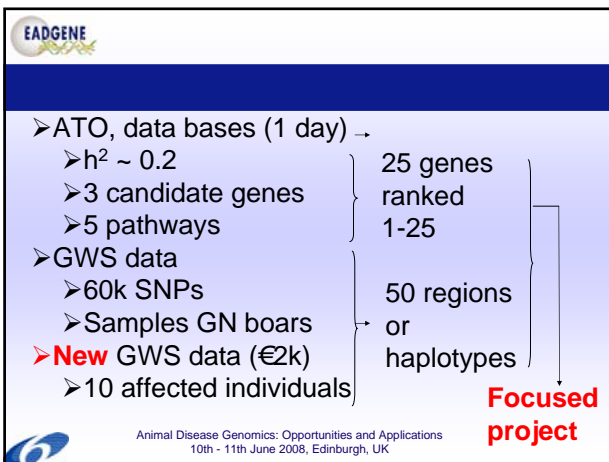 EADGENE
➢ATO, data bases (1 day) →
➢h² ~ 0.2
➢3 candidate genes
➢5 pathways
25 genes
ranked
1-25
➢GWS data
➢60k SNPs
➢Samples GN boars
➢New GWS data (€2k)
➢10 affected individuals
50 regions
or
haplotypes
Focused
project
Animal Disease Genomics: Opportunities and Applications
10th - 11th June 2008, Edinburgh, UK